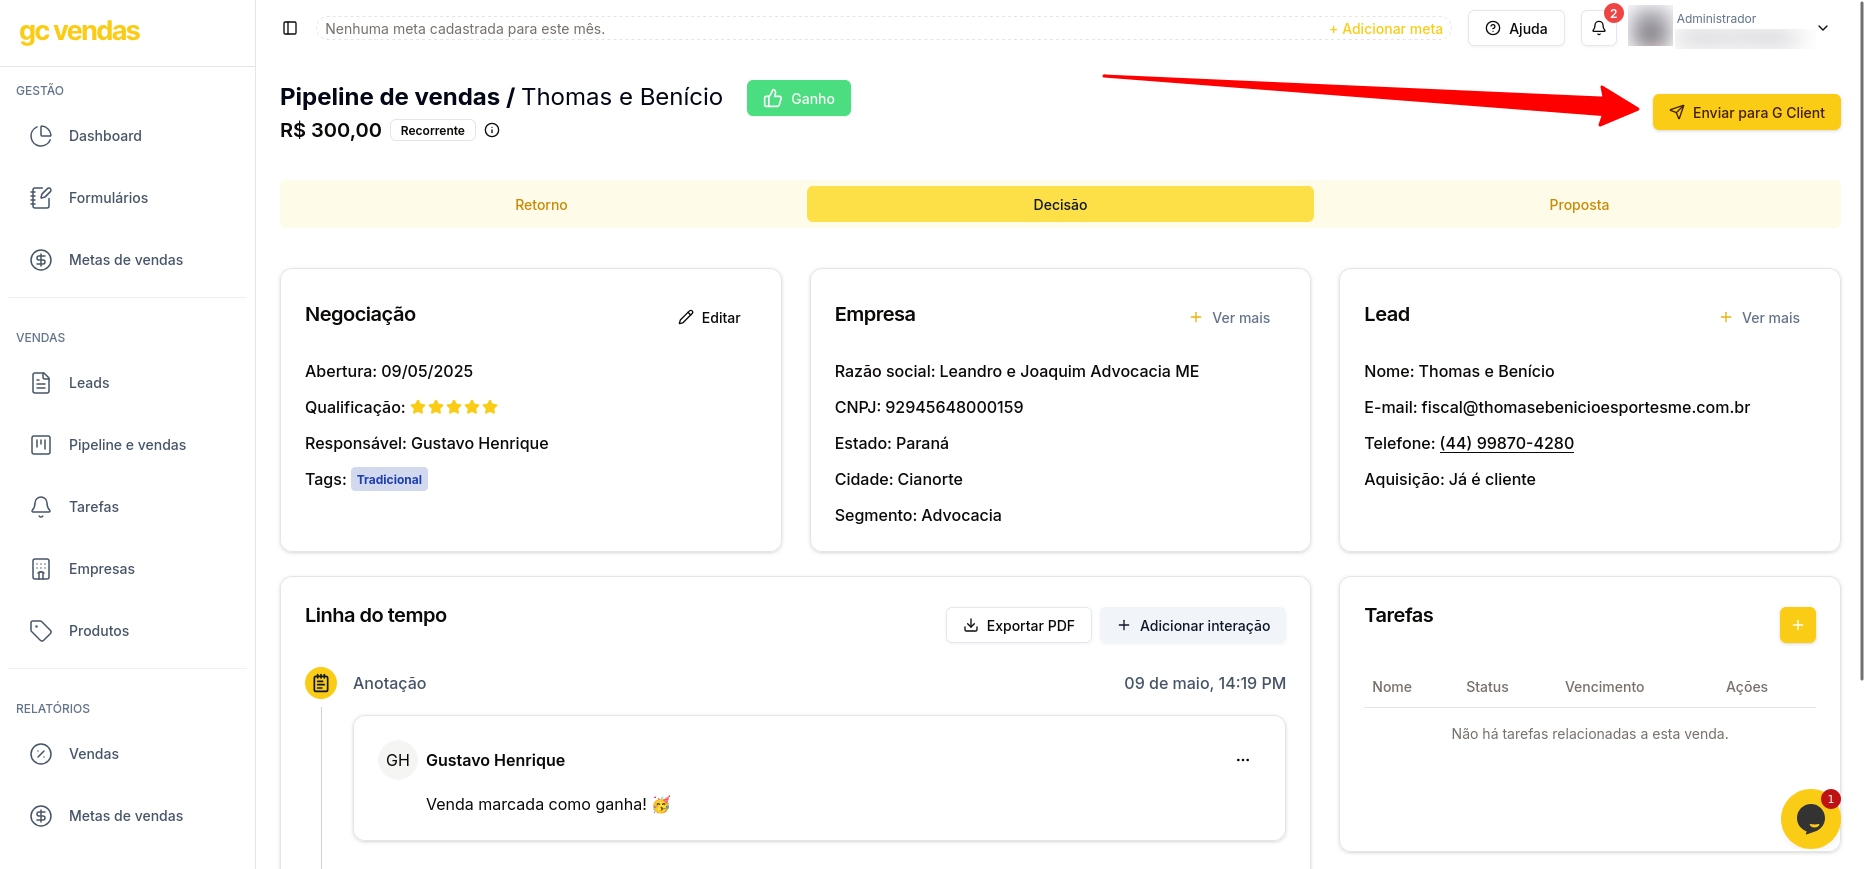 gc vendas
Nenhuma meta cadastrada para este mês.
+ Adicionar meta
Ajuda
2
Administrador
GESTÃO
Dashboard
Formulários
Metas de vendas
VENDAS
Leads
Pipeline e vendas
Tarefas
Empresas
Produtos
RELATÓRIOS
Vendas
Metas de vendas
Pipeline de vendas / Thomas e Benício
Ganho
R$ 300,00 Recorrente
Enviar para G Client
Retorno
Decisão
Proposta
Negociação
Editar
Abertura: 09/05/2025
Qualificação:
Responsável: Gustavo Henrique
Tags: Tradicional
Empresa
Ver mais
Razão social: Leandro e Joaquim Advocacia ME
CNPJ: 92945648000159
Estado: Paraná
Cidade: Cianorte
Segmento: Advocacia
Lead
Ver mais
Nome: Thomas e Benício
E-mail: fiscal@thomasebenicioesportesme.com.br
Telefone: (44) 99870-4280
Aquisição: Já é cliente
Linha do tempo
Exportar PDF
Adicionar interação
Anotação
09 de maio, 14:19 PM
GH
Gustavo Henrique
...
Venda marcada como ganha! 🥳
Tarefas
+
Nome Status Vencimento Ações
Não há tarefas relacionadas a esta venda.
1